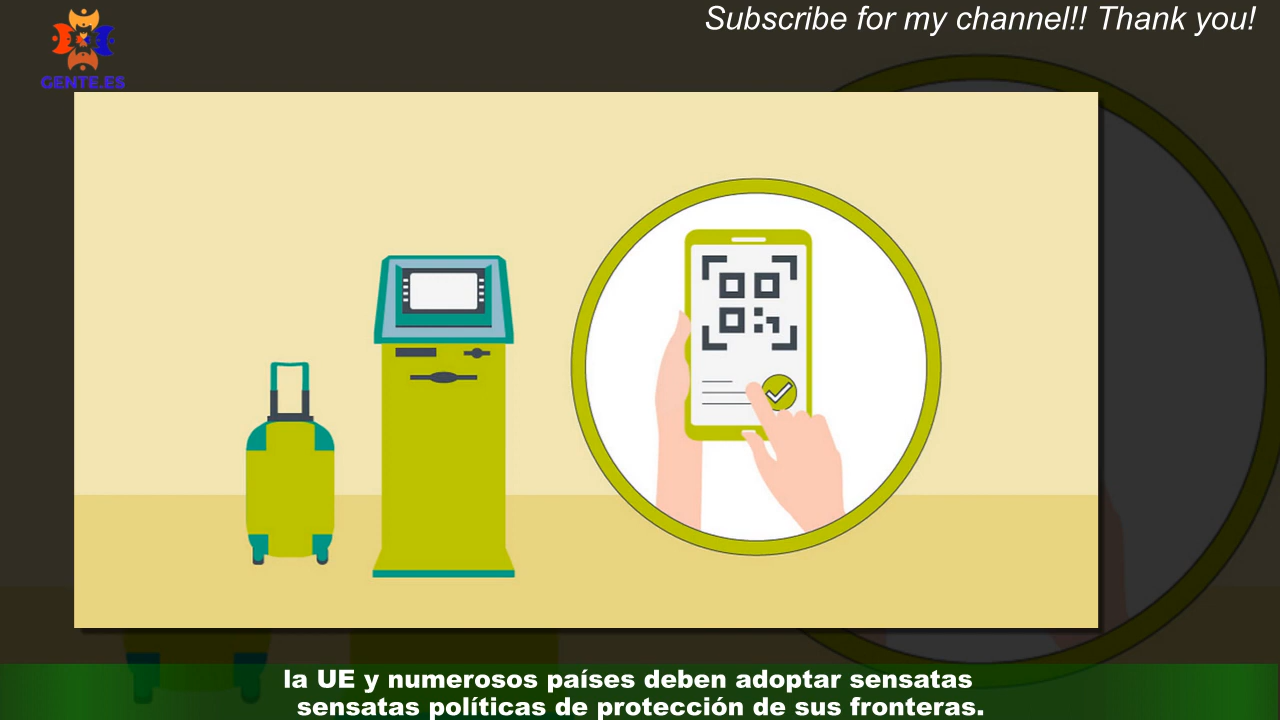 Subscribe for my channel!! Thank you!
GENTE.ES
la UE y numerosos países deben adoptar sensatas
sensatas políticas de protección de sus fronteras.